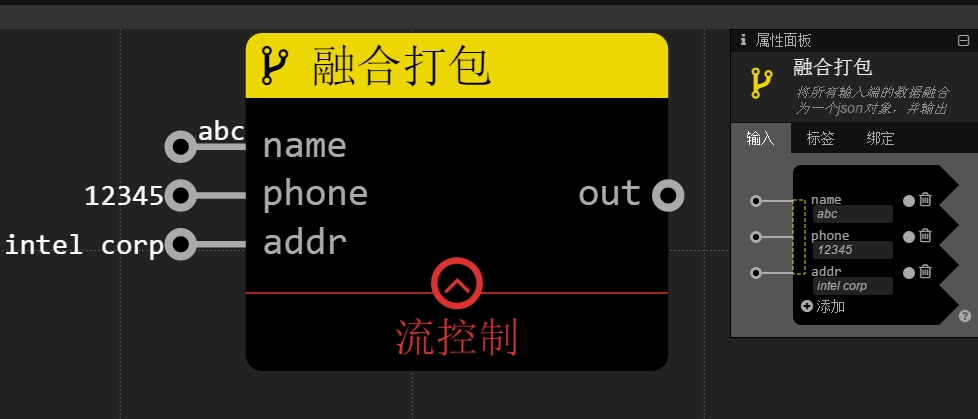 融合打包
abc
name
12345
phone
out
intel corp
addr
流控制
属性面板
融合打包
将所有输入端的数据融合
为一个json对象，并输出
输入
标签
绑定
name
abc
phone
12345
addr
intel corp
添加